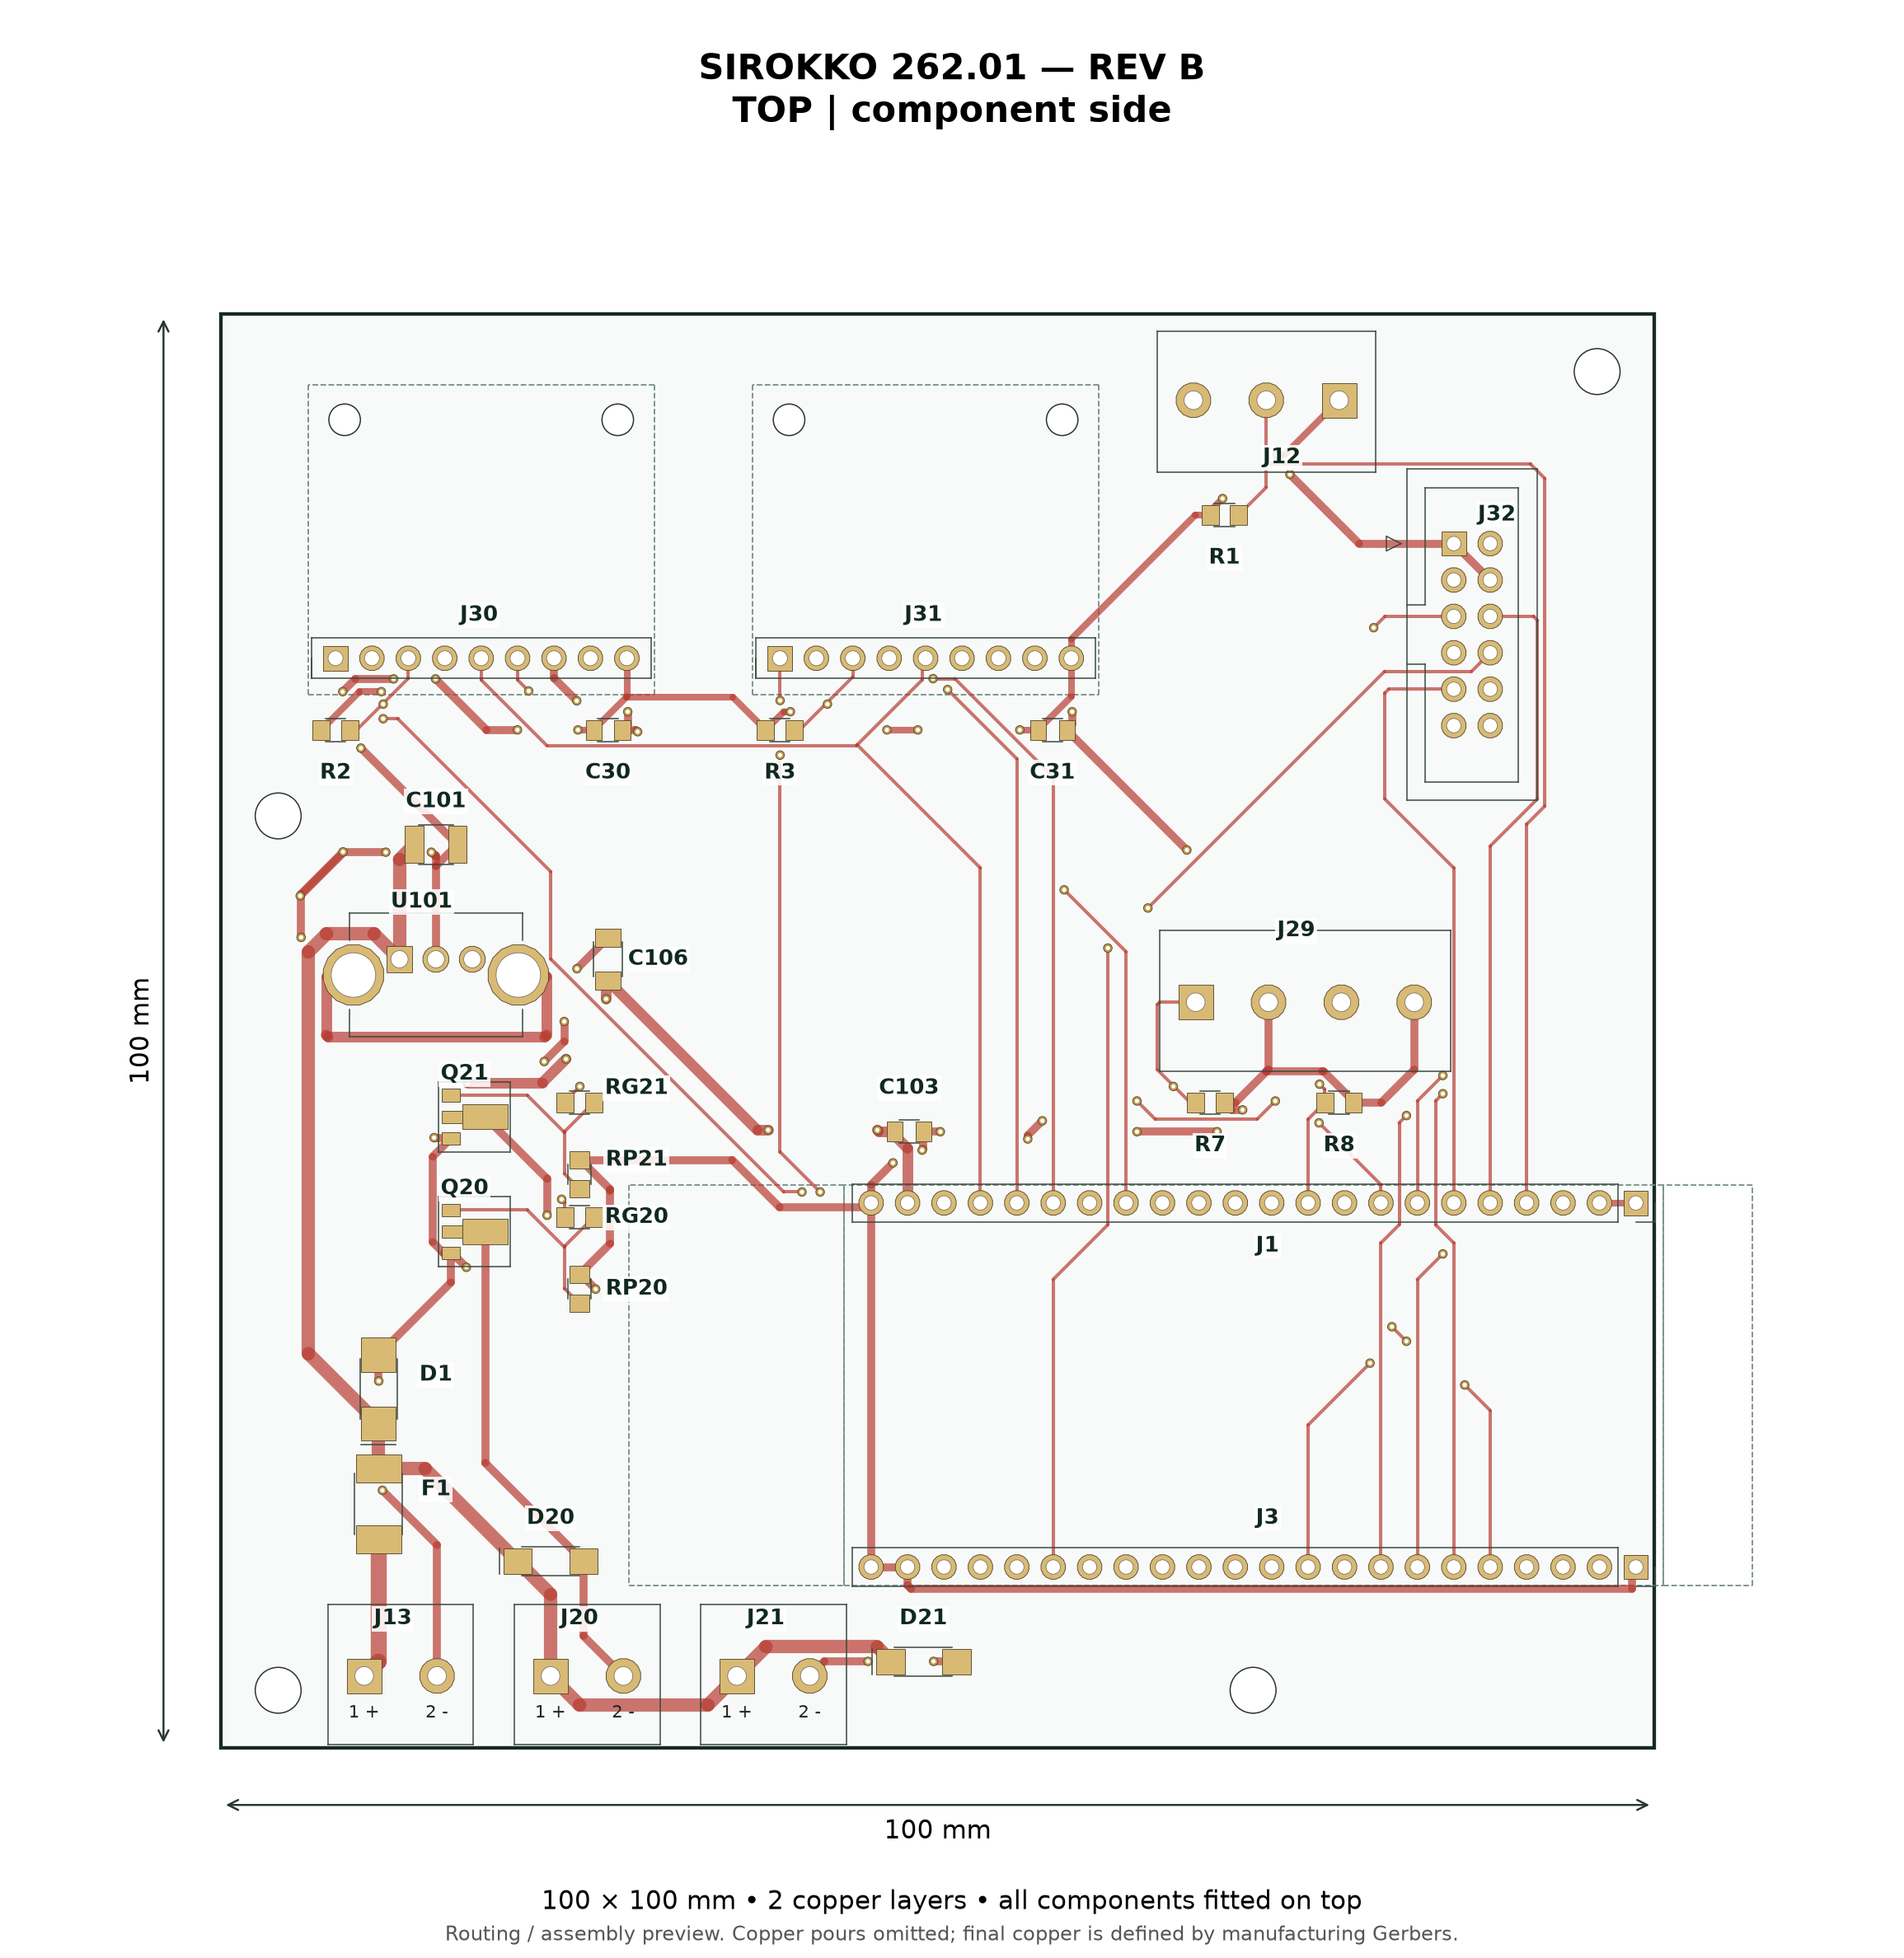 SIROKKO 262.01 — REV B
TOP | component side
J12
J32
R1
J30
J31
R2
C30
R3
C31
C101
U101
J29
C106
Q21
RG21
C103
R7
R8
RP21
Q20
RG20
J1
RP20
D1
F1
D20
J3
J13
J20
J21
D21
1 +
2 -
1 +
2 -
1 +
2 -
100 mm
100 mm
100 × 100 mm • 2 copper layers • all components fitted on top
Routing / assembly preview. Copper pours omitted; final copper is defined by manufacturing Gerbers.